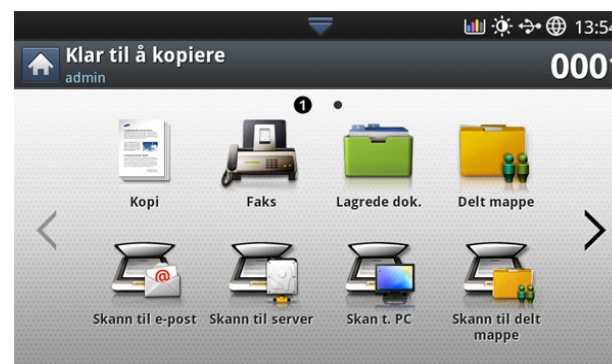 13:54
Klar til å kopiere
admin
0001
1
Kopi
Faks
Lagrede dok.
Delt mappe
@
Skann til e-post
Skann til server
Skan t. PC
Skann til delt
mappe